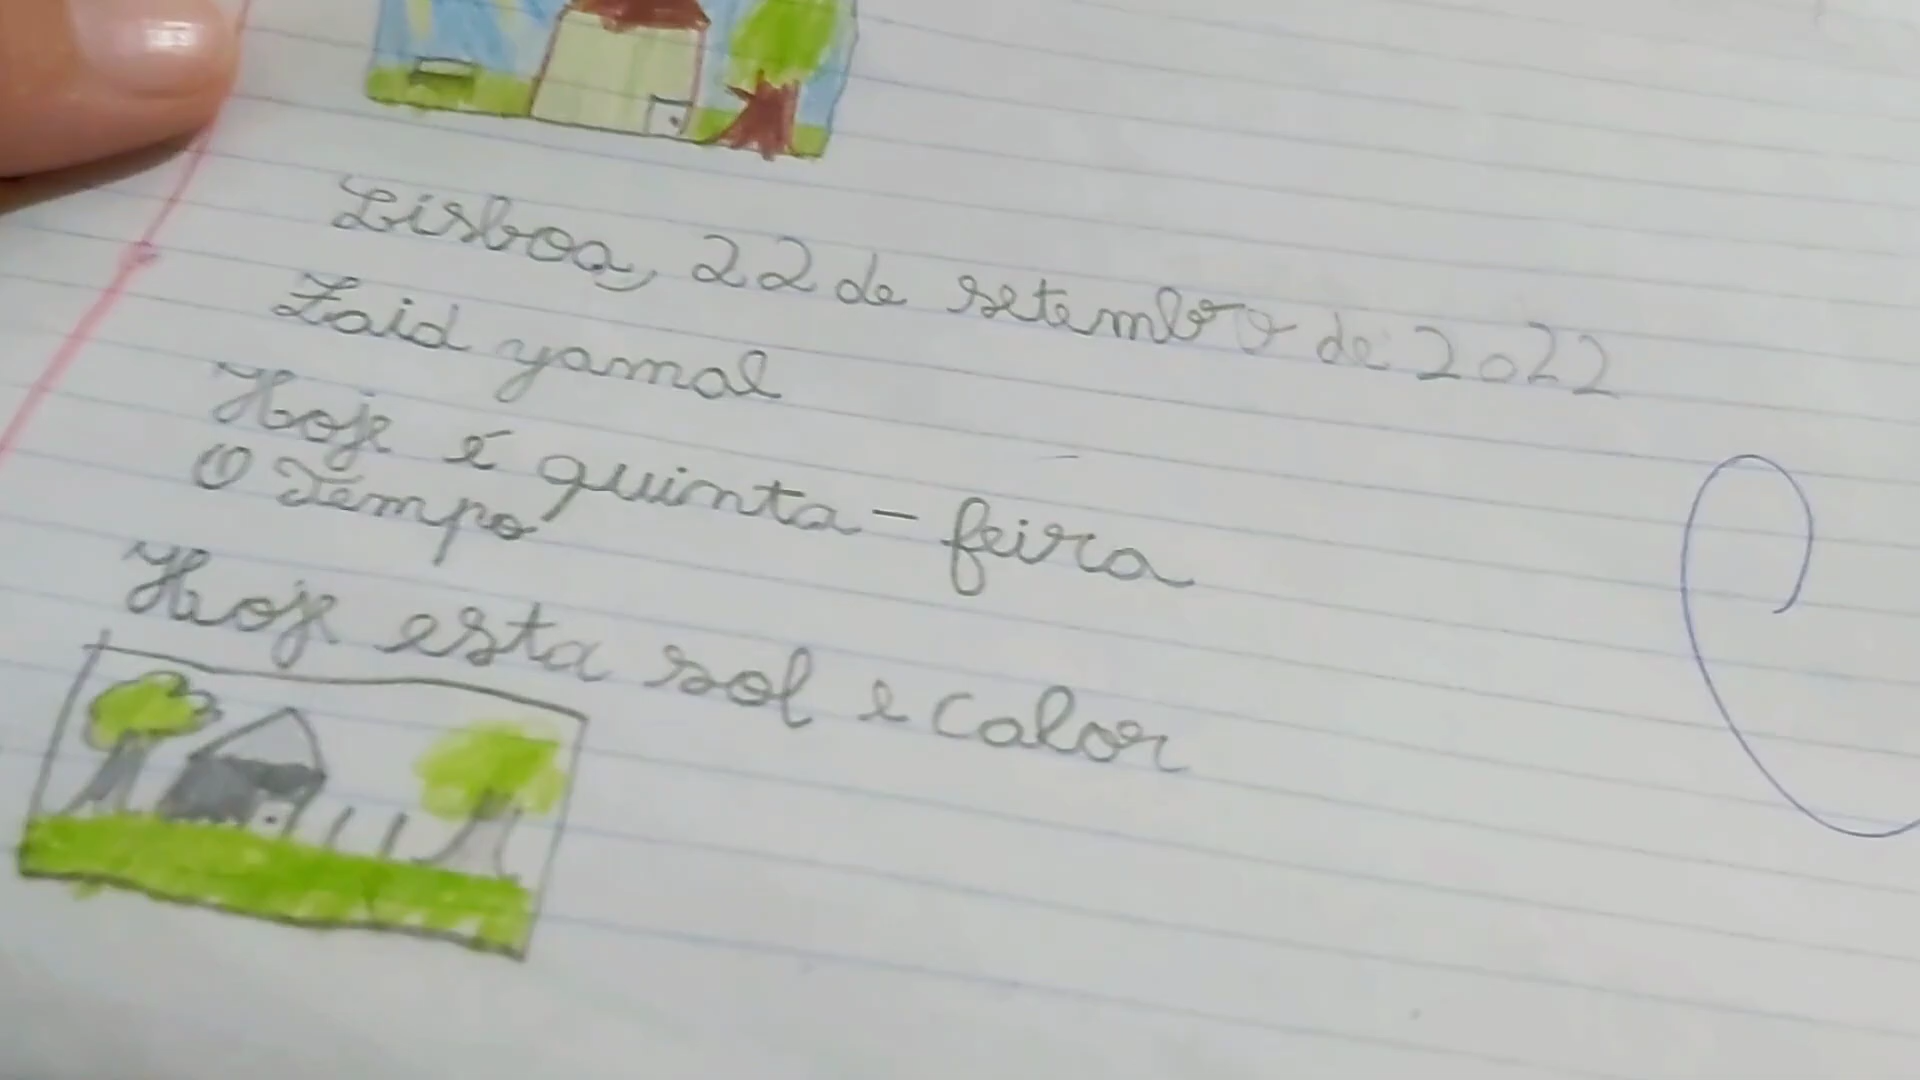 Lisboa, 22 de setembro de 2022
Zaid yamal
Hoje é quinta-feira
O Tempo
Hoje esta sol e calor